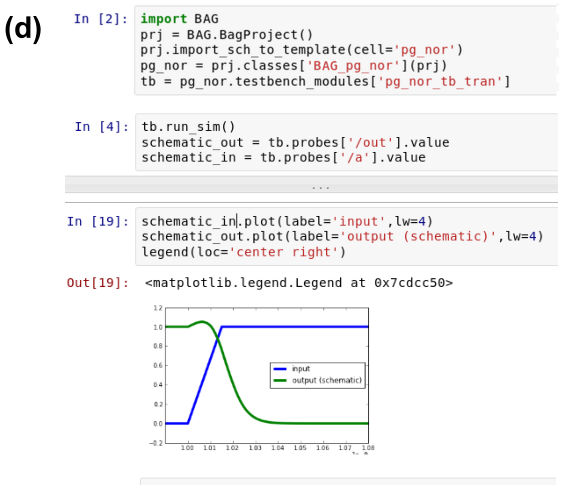 (d)
In [2]: import BAG
prj = BAG.BagProject()
prj.import_sch_to_template(cell='pg_nor')
pg_nor = prj.classes['BAG_pg_nor'](prj)
tb = pg_nor.testbench_modules['pg_nor_tb_tran']
In [4]: tb.run_sim()
schematic_out = tb.probes['/out'].value
schematic_in = tb.probes['/a'].value
...
In [19]: schematic_in.plot(label='input',lw=4)
schematic_out.plot(label='output (schematic)',lw=4)
legend(loc='center right')
Out[19]: <matplotlib.legend.Legend at 0x7cdcc50>
1.2
1.0
0.8
0.6
0.4
0.2
0.0
−0.2
input
output (schematic)
1.00 1.01 1.02 1.03 1.04 1.05 1.06 1.07 1.08